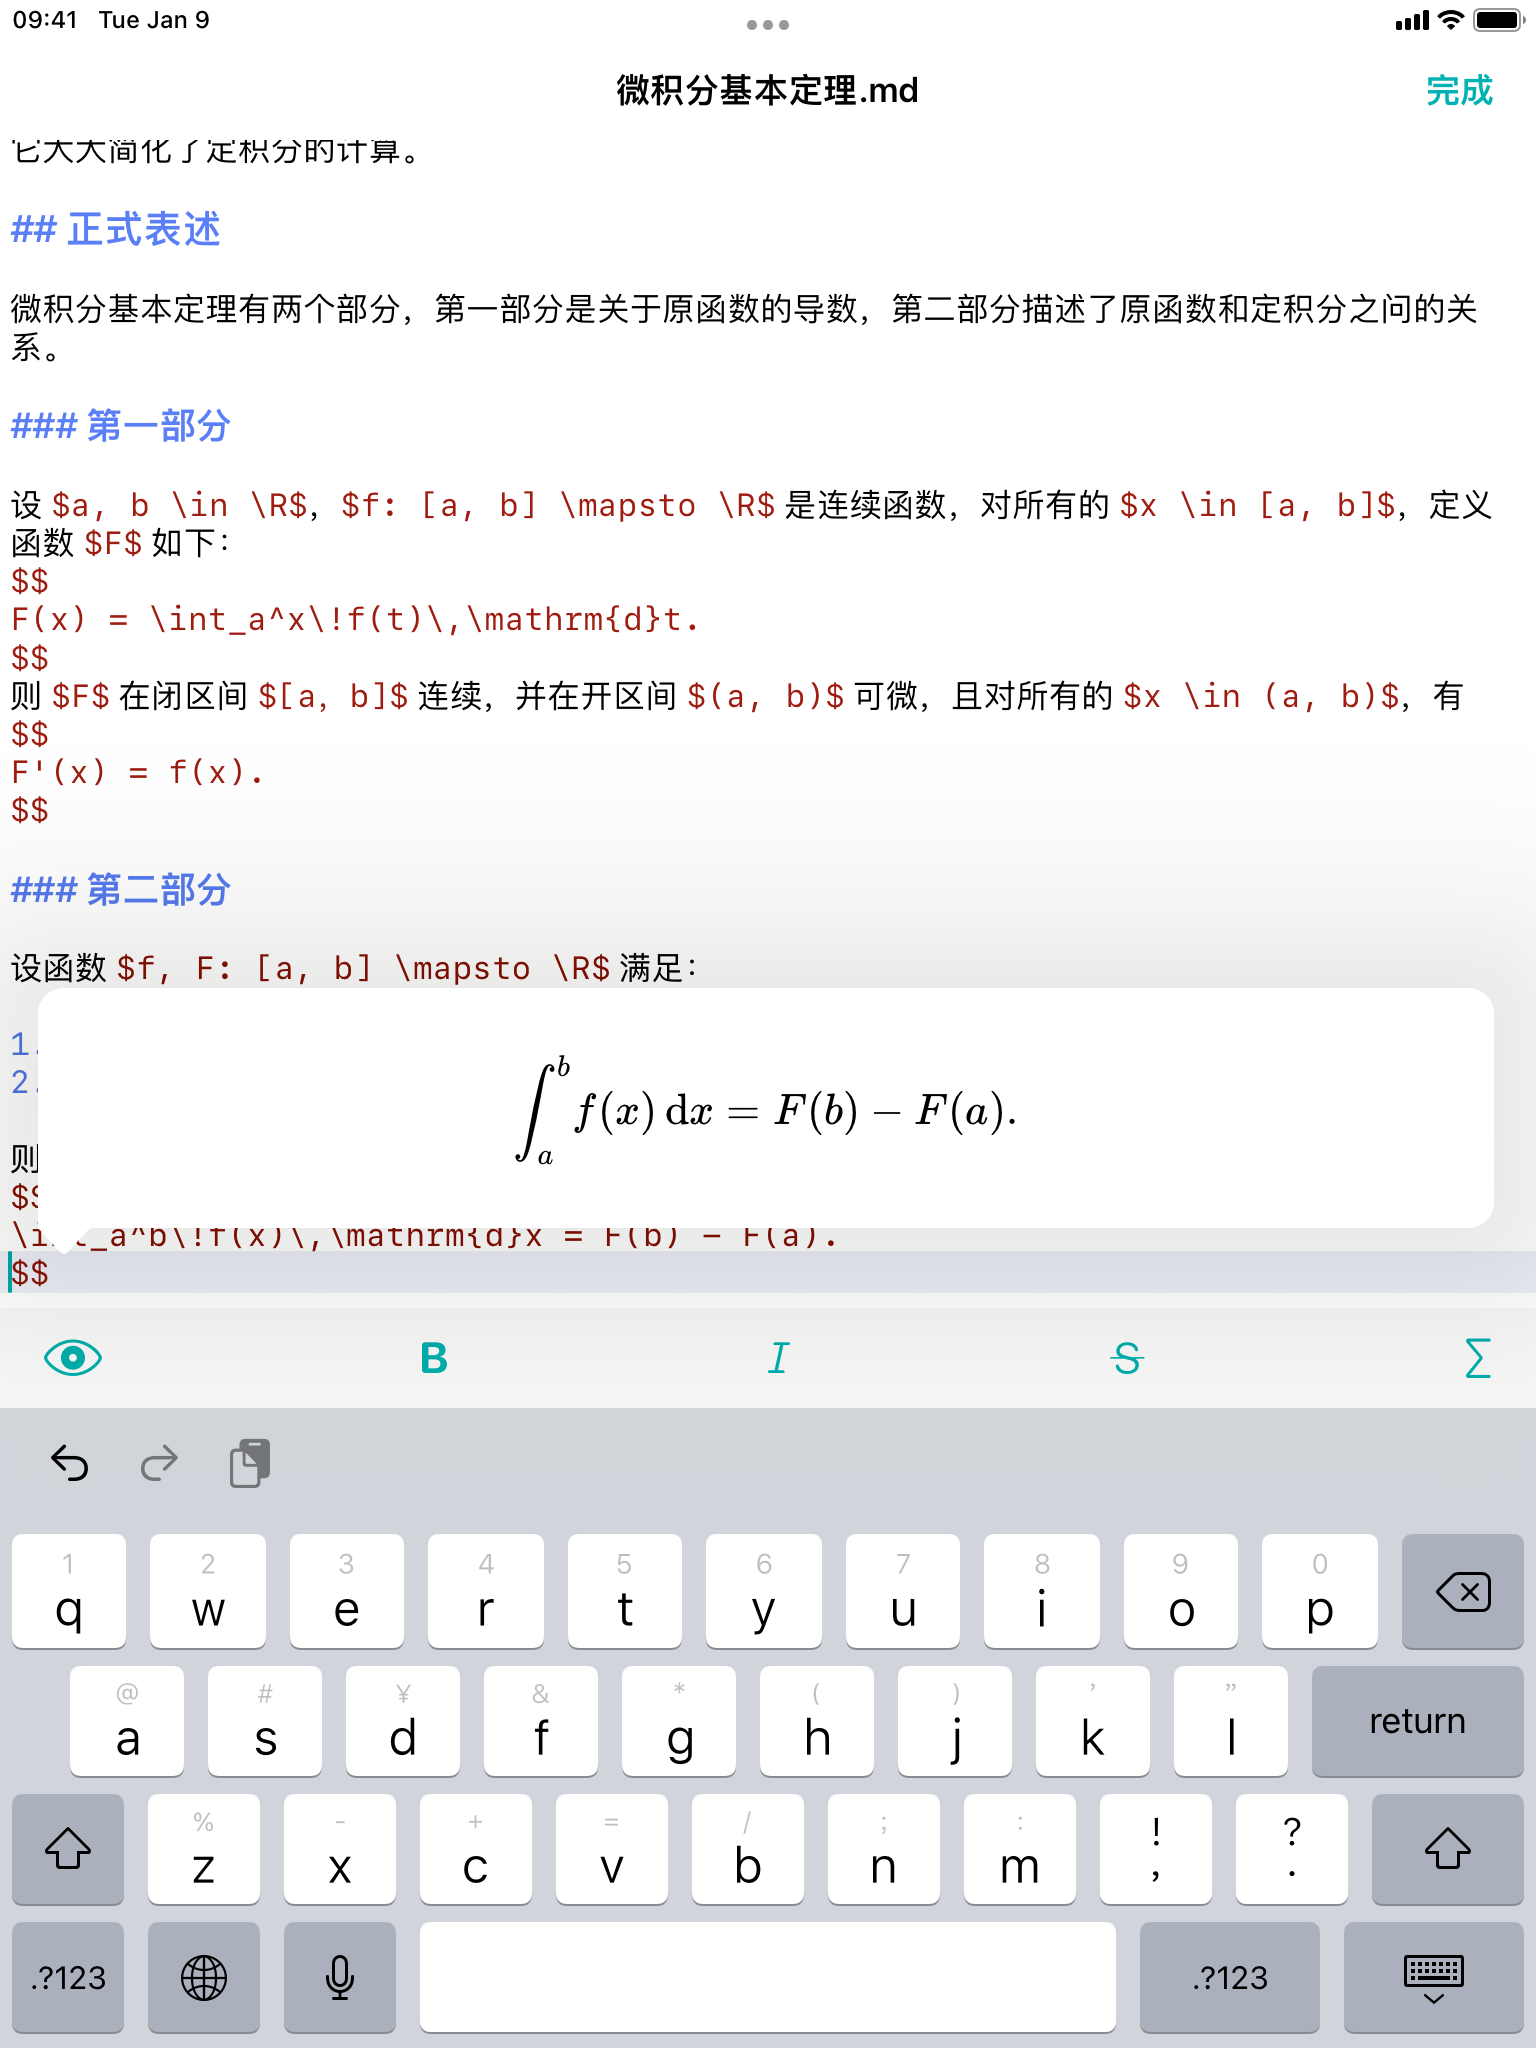 09:41 Tue Jan 9
微积分基本定理.md
完成
它大大简化了定积分的计算。
## 正式表述
微积分基本定理有两个部分，第一部分是关于原函数的导数，第二部分描述了原函数和定积分之问的关
系。
### 第一部分
设 $a, b \in \R$，$f: [a, b] \mapsto \R$ 是连续函数，对所有的 $x \in [a, b]$，定义
函数 $F$ 如下：
$$
F(x) = \int_a^x\!f(t)\,\mathrm{d}t.
$$
则 $F$ 在闭区间 $[a, b]$ 连续，并在开区间 $(a, b)$ 可微，且对所有的 $x \in (a, b)$，有
$$
F'(x) = f(x).
$$
### 第二部分
设函数 $f, F: [a, b] \mapsto \R$ 满足：
1.
2.
∫_a^b f(x) dx = F(b) − F(a).
则
$$
\int_a^b\!f(x)\,\mathrm{d}x = F(b) - F(a).
$$
B I S Σ
1 2 3 4 5 6 7 8 9 0
q w e r t y u i o p
@ # ¥ & * ( ) ’ ”
a s d f g h j k l return
% - + = / ; : ! ?
z x c v b n m , .
.?123 .?123